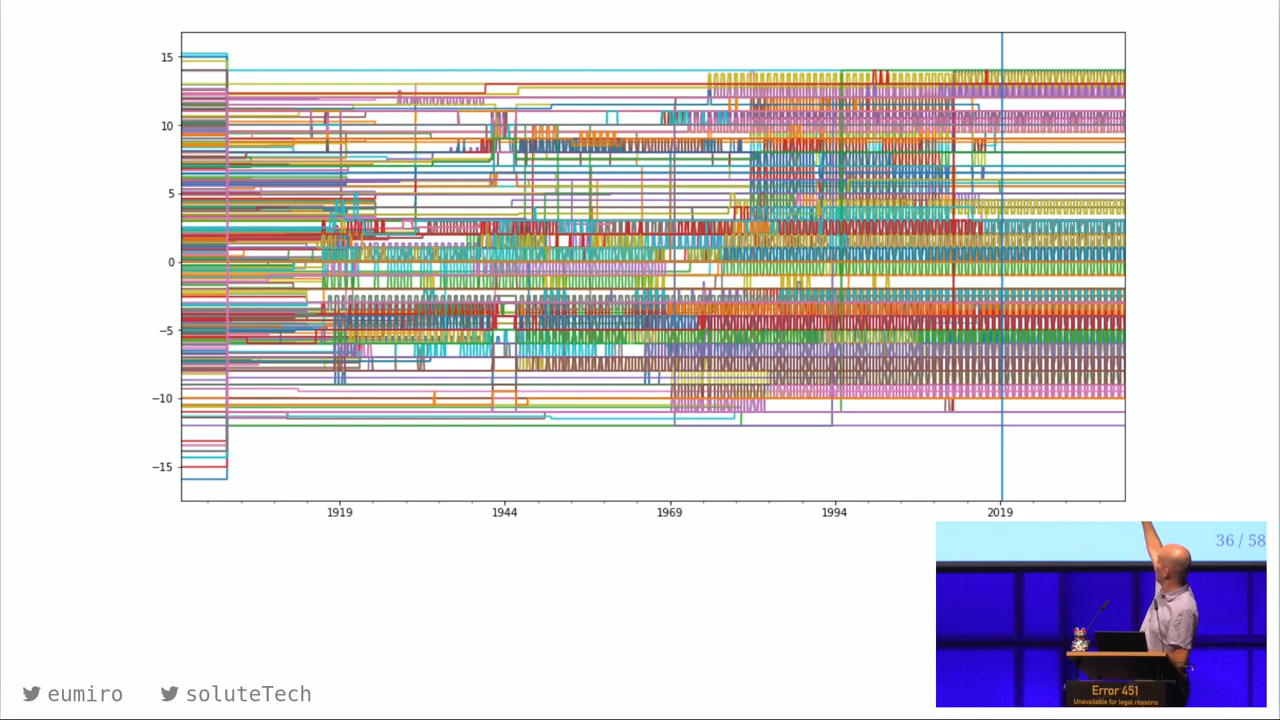 15
10
5
0
−5
−10
−15
1919 1944 1969 1994 2019
36 / 58
Error 451
Unavailable for legal reasons
eumiro soluteTech